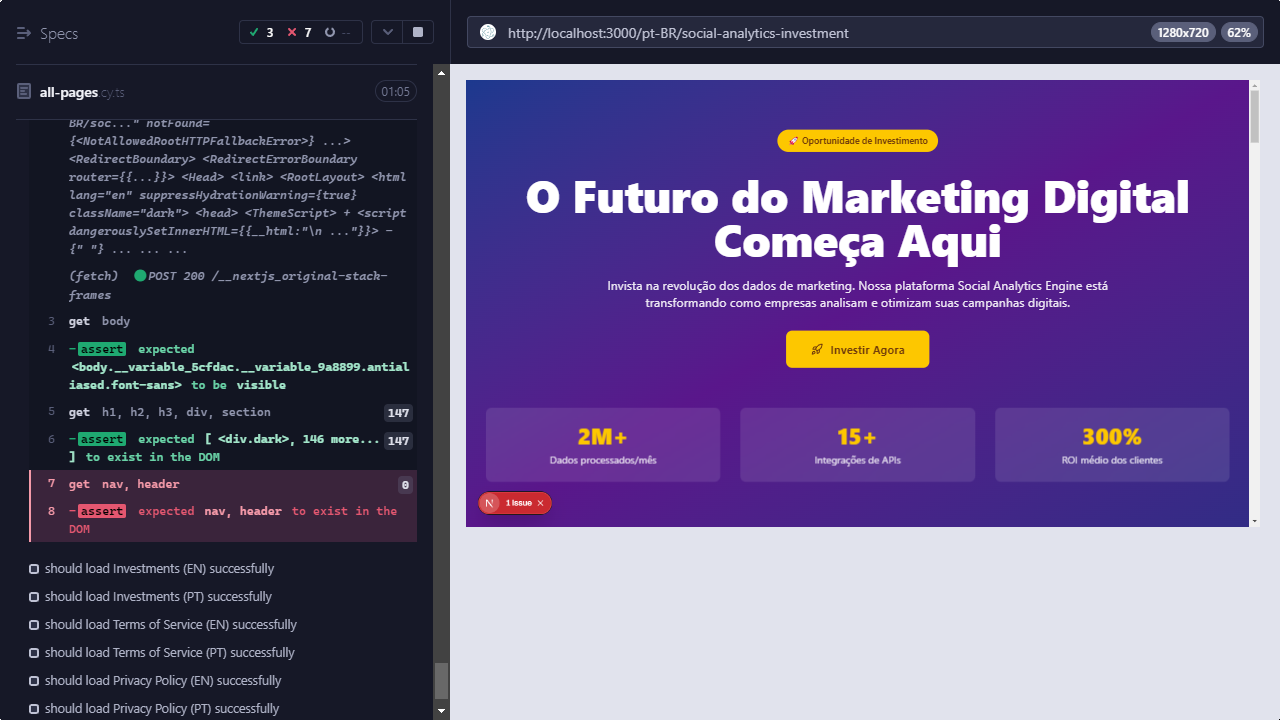 Specs
3
7
--
all-pages.cy.ts
01:05
BR/soc..." notFound=
{<NotAllowedRootHTTPFallbackError>} ...>
<RedirectBoundary> <RedirectErrorBoundary
router={{...}}> <Head> <link> <RootLayout> <html
lang="en" suppressHydrationWarning={true}
className="dark"> <head> <ThemeScript> + <script
dangerouslySetInnerHTML={{__html:"\n ..."}}> -
{" "} ... ... ...
(fetch) POST 200 /__nextjs_original-stack-
frames
3 get body
4 -assert expected
<body.__variable_5cfdac.__variable_9a8899.antial
iased.font-sans> to be visible
5 get h1, h2, h3, div, section 147
6 -assert expected [ <div.dark>, 146 more... 147
] to exist in the DOM
7 get nav, header 0
8 -assert expected nav, header to exist in the
DOM
should load Investments (EN) successfully
should load Investments (PT) successfully
should load Terms of Service (EN) successfully
should load Terms of Service (PT) successfully
should load Privacy Policy (EN) successfully
should load Privacy Policy (PT) successfully
http://localhost:3000/pt-BR/social-analytics-investment
1280x720
62%
🚀 Oportunidade de Investimento
O Futuro do Marketing Digital
Começa Aqui
Invista na revolução dos dados de marketing. Nossa plataforma Social Analytics Engine está
transformando como empresas analisam e otimizam suas campanhas digitais.
Investir Agora
2M+
Dados processados/mês
15+
Integrações de APIs
300%
ROI médio dos clientes
N 1 Issue ×